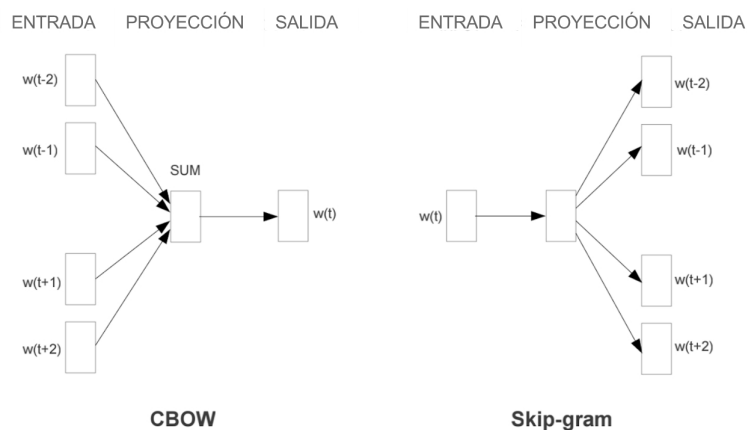 ENTRADA PROYECCIÓN SALIDA
w(t-2)
w(t-1)
SUM
w(t)
w(t+1)
w(t+2)
CBOW
ENTRADA PROYECCIÓN SALIDA
w(t-2)
w(t-1)
w(t)
w(t+1)
w(t+2)
Skip-gram